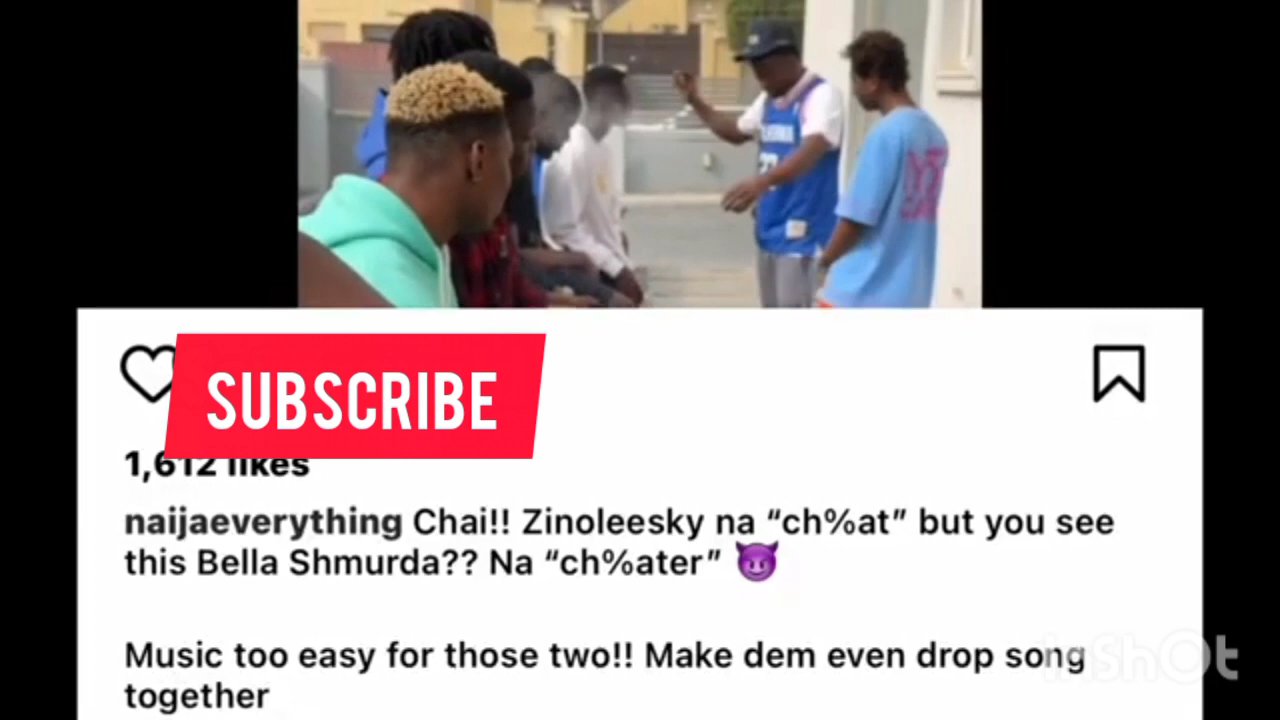 SUBSCRIBE
1,612 likes
naijaeverything Chai!! Zinoleesky na “ch%at” but you see
this Bella Shmurda?? Na “ch%ater” 😈
Music too easy for those two!! Make dem even drop song
together
InShOt